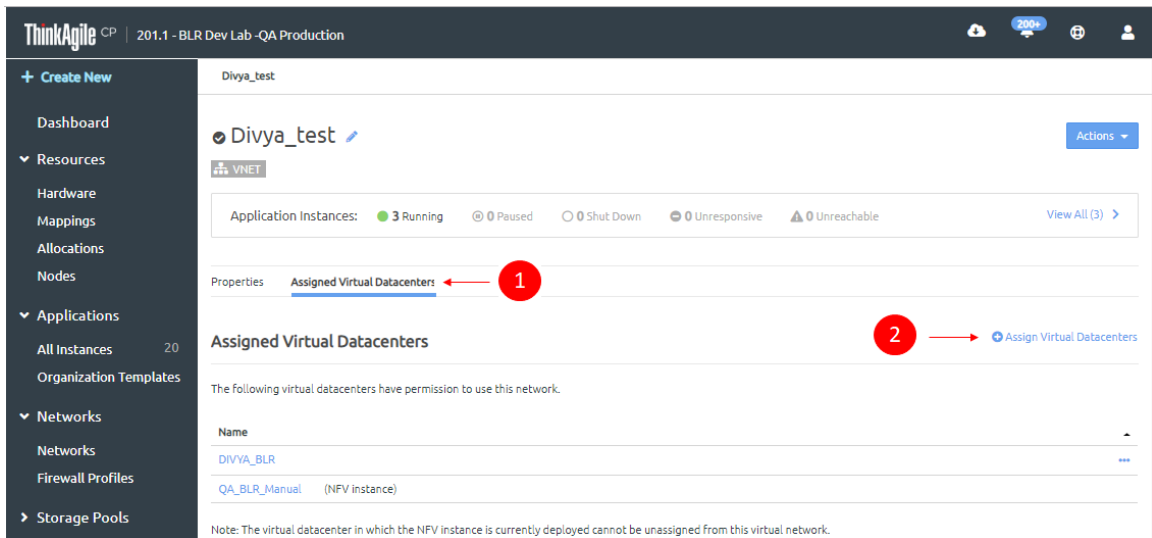 ThinkAgile CP | 201.1 - BLR Dev Lab -QA Production
200+
+ Create New
Dashboard
Resources
Hardware
Mappings
Allocations
Nodes
Applications
All Instances 20
Organization Templates
Networks
Networks
Firewall Profiles
Storage Pools
Divya_test
Divya_test
Actions
VNET
Application Instances: 3 Running 0 Paused 0 Shut Down 0 Unresponsive 0 Unreachable View All (3)
Properties Assigned Virtual Datacenters 1
Assigned Virtual Datacenters 2 Assign Virtual Datacenters
The following virtual datacenters have permission to use this network.
Name
DIVYA_BLR
QA_BLR_Manual (NFV instance)
Note: The virtual datacenter in which the NFV instance is currently deployed cannot be unassigned from this virtual network.